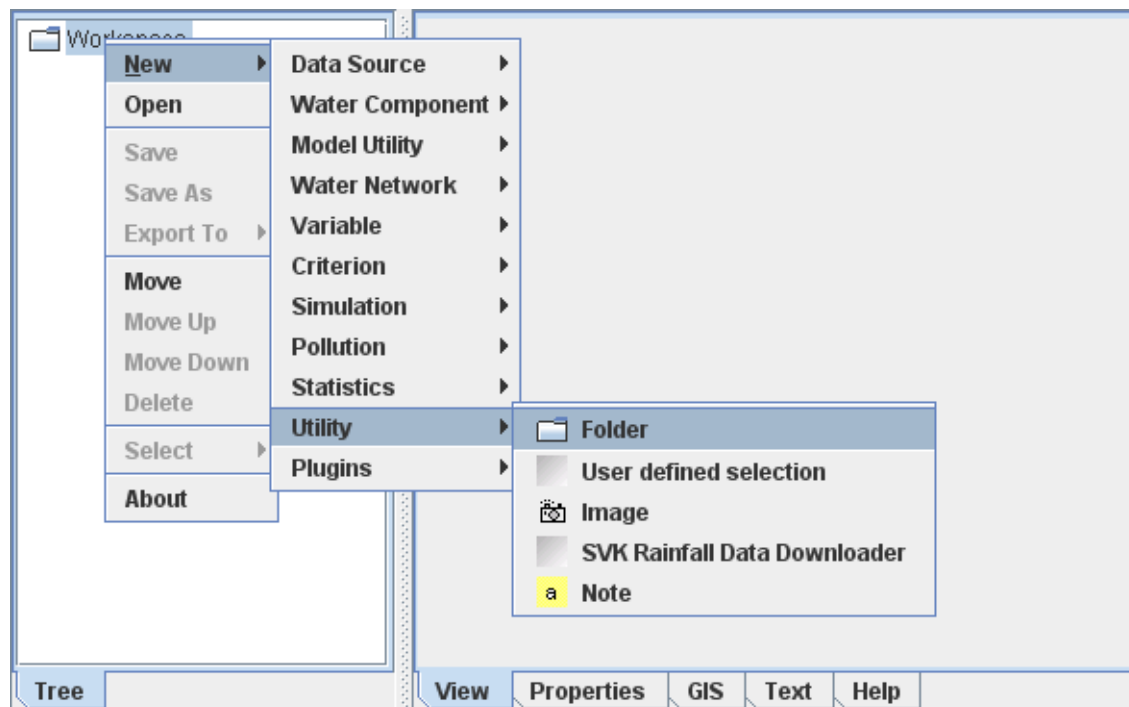 Workspace
New
Open
Save
Save As
Export To
Move
Move Up
Move Down
Delete
Select
About
Data Source
Water Component
Model Utility
Water Network
Variable
Criterion
Simulation
Pollution
Statistics
Utility
Plugins
Folder
User defined selection
Image
SVK Rainfall Data Downloader
a Note
Tree
View Properties GIS Text Help